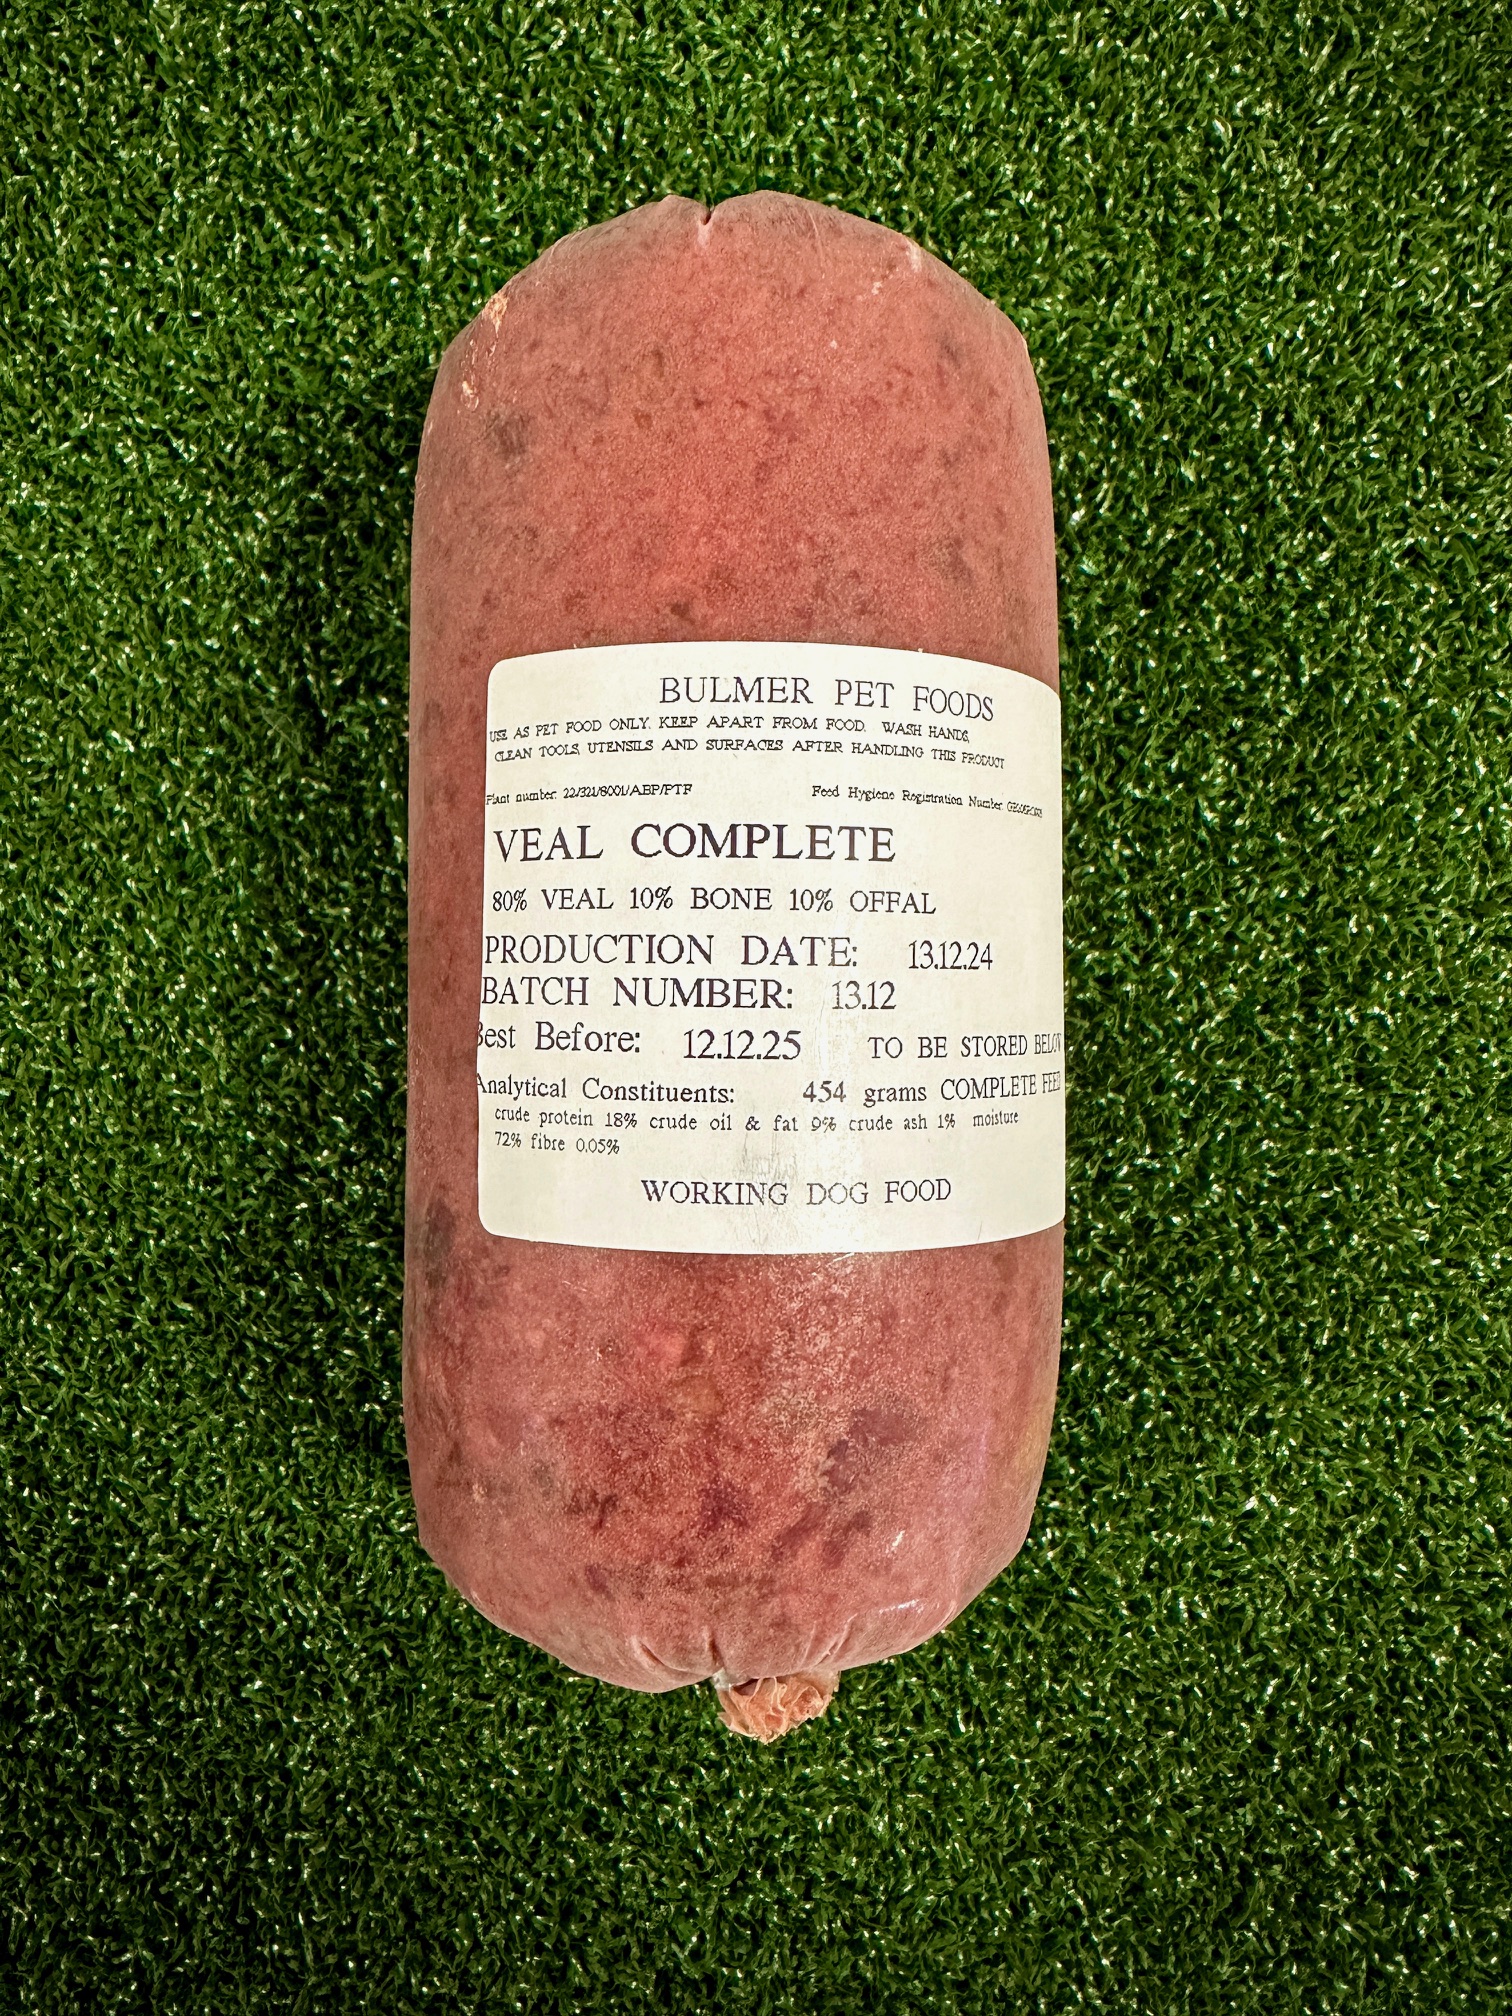 BULMER PET FOODS
USE AS PET FOOD ONLY. KEEP APART FROM FOOD. WASH HANDS,
CLEAN TOOLS, UTENSILS AND SURFACES AFTER HANDLING THIS PRODUCT
Plant number: 22/321/8001/ABP/PTF Feed Hygiene Registration Number:
VEAL COMPLETE
80% VEAL 10% BONE 10% OFFAL
PRODUCTION DATE: 13.12.24
BATCH NUMBER: 13.12
Best Before: 12.12.25 TO BE STORED BELOW
Analytical Constituents: 454 grams COMPLETE FEED
crude protein 18% crude oil & fat 9% crude ash 1% moisture
72% fibre 0.05%
WORKING DOG FOOD